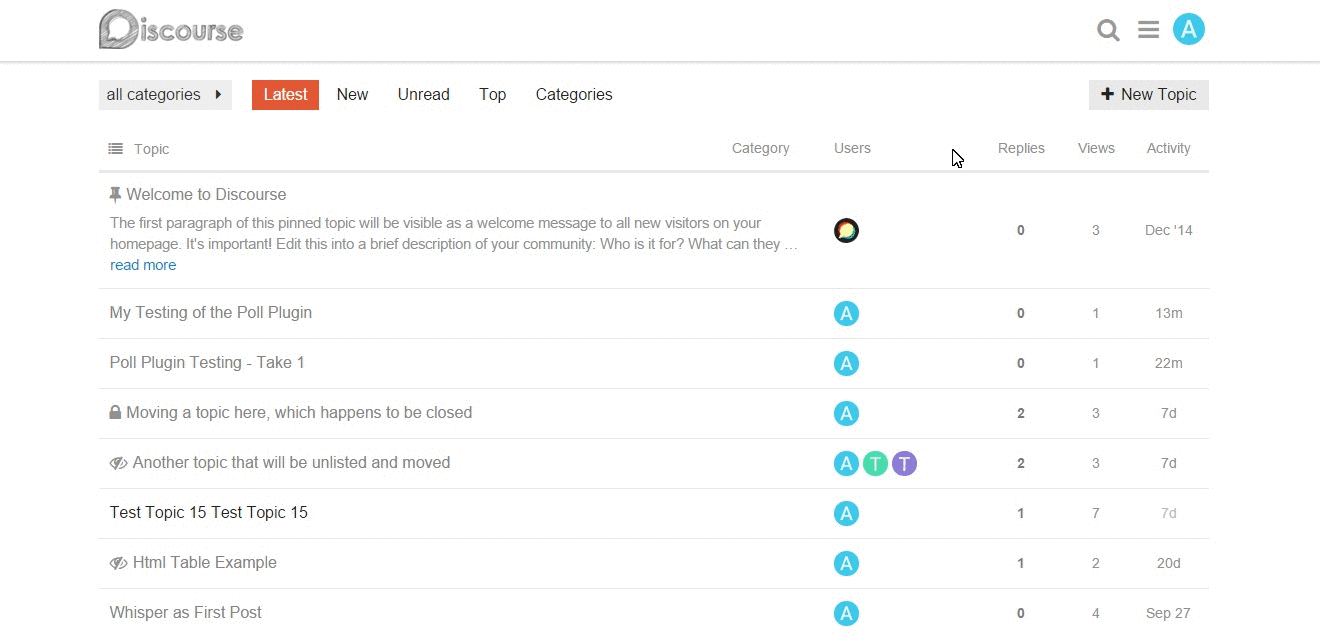 Discourse A
all categories Latest New Unread Top Categories + New Topic
Topic Category Users Replies Views Activity
Welcome to Discourse
The first paragraph of this pinned topic will be visible as a welcome message to all new visitors on your
homepage. It's important! Edit this into a brief description of your community: Who is it for? What can they …
read more
0 3 Dec '14
My Testing of the Poll Plugin A 0 1 13m
Poll Plugin Testing - Take 1 A 0 1 22m
Moving a topic here, which happens to be closed A 2 3 7d
Another topic that will be unlisted and moved A T T 2 3 7d
Test Topic 15 Test Topic 15 A 1 7 7d
Html Table Example A 1 2 20d
Whisper as First Post A 0 4 Sep 27